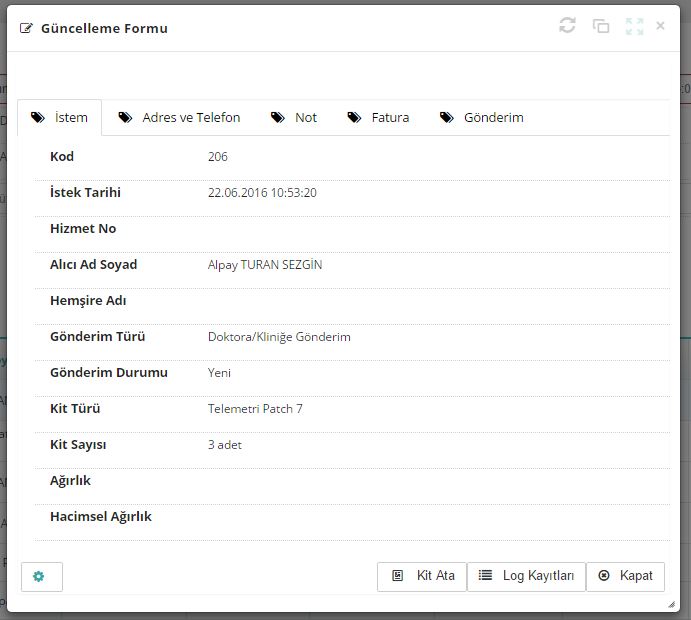 Güncelleme Formu
İstem Adres ve Telefon Not Fatura Gönderim
Kod 206
İstek Tarihi 22.06.2016 10:53:20
Hizmet No
Alıcı Ad Soyad Alpay TURAN SEZGİN
Hemşire Adı
Gönderim Türü Doktora/Kliniğe Gönderim
Gönderim Durumu Yeni
Kit Türü Telemetri Patch 7
Kit Sayısı 3 adet
Ağırlık
Hacimsel Ağırlık
Kit Ata Log Kayıtları Kapat